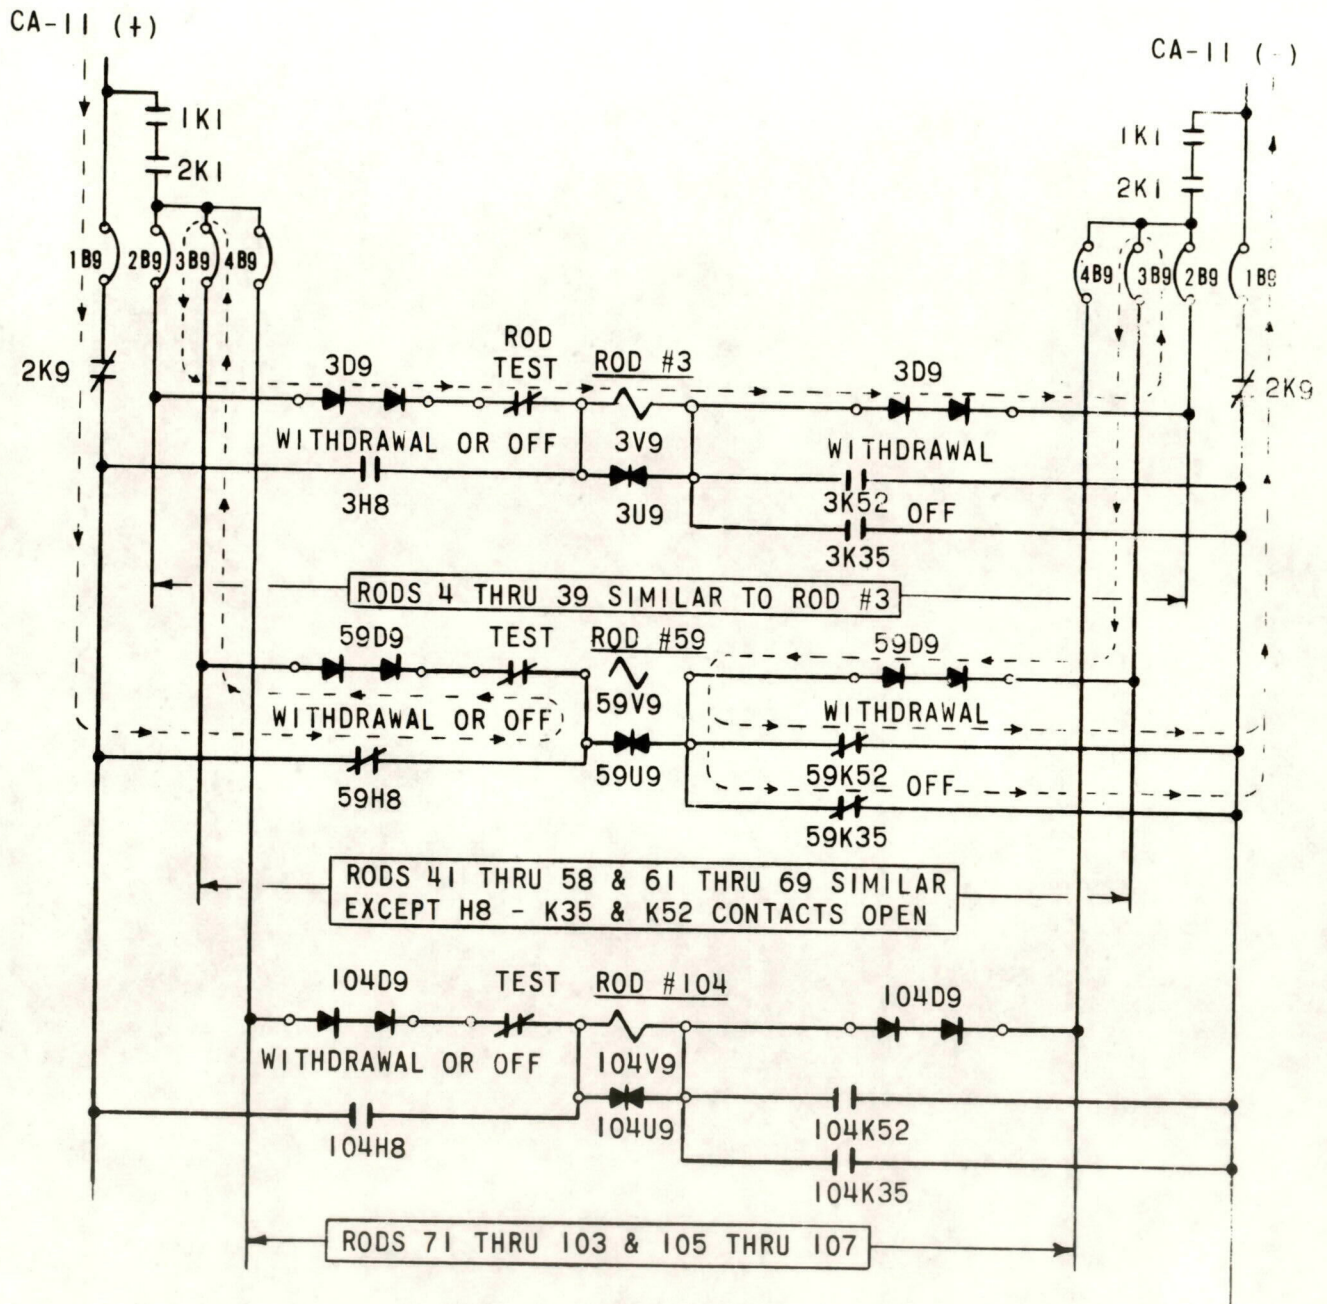 CA-11 (+)
CA-11 (-)
1K1
1K1
2K1
2K1
1B9
2B9
3B9
4B9
4B9
3B9
2B9
1B9
2K9
2K9
3D9
ROD
TEST
ROD #3
3D9
WITHDRAWAL OR OFF
3V9
WITHDRAWAL
3H8
3U9
3K52
OFF
3K35
RODS 4 THRU 39 SIMILAR TO ROD #3
59D9
TEST
ROD #59
59D9
WITHDRAWAL OR OFF
59V9
WITHDRAWAL
59H8
59U9
59K52
OFF
59K35
RODS 41 THRU 58 & 61 THRU 69 SIMILAR
EXCEPT H8 - K35 & K52 CONTACTS OPEN
104D9
TEST
ROD #104
104D9
WITHDRAWAL OR OFF
104V9
104H8
104U9
104K52
104K35
RODS 71 THRU 103 & 105 THRU 107